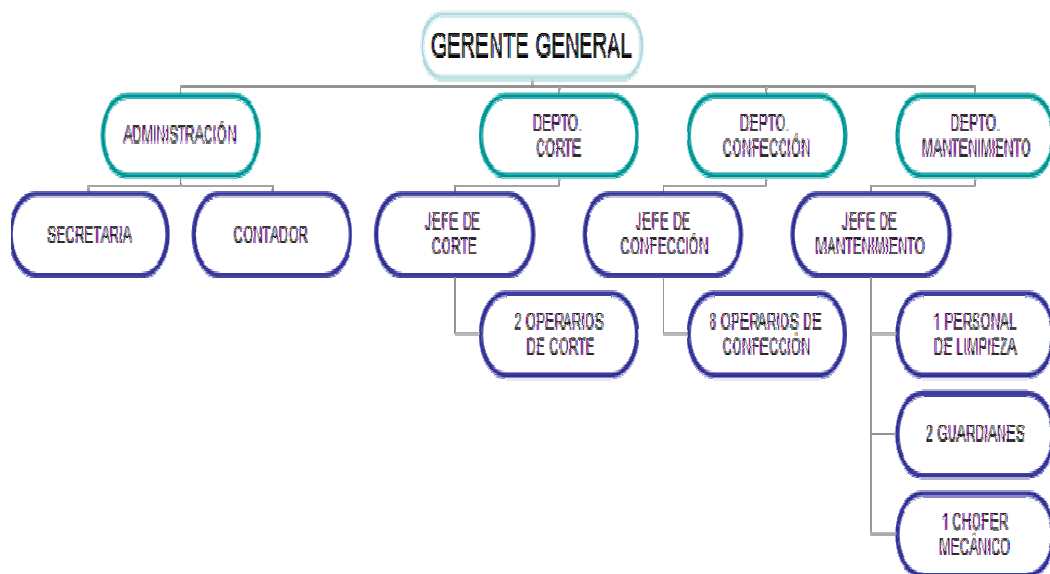 GERENTE GENERAL
ADMINISTRACIÓN
DEPTO.
CORTE
DEPTO.
CONFECCIÓN
DEPTO.
MANTENIMIENTO
SECRETARIA
CONTADOR
JEFE DE
CORTE
JEFE DE
CONFECCIÓN
JEFE DE
MANTENIMIENTO
2 OPERARIOS
DE CORTE
8 OPERARIOS DE
CONFECCIÓN
1 PERSONAL
DE LIMPIEZA
2 GUARDIANES
1 CHOFER
MECÁNICO